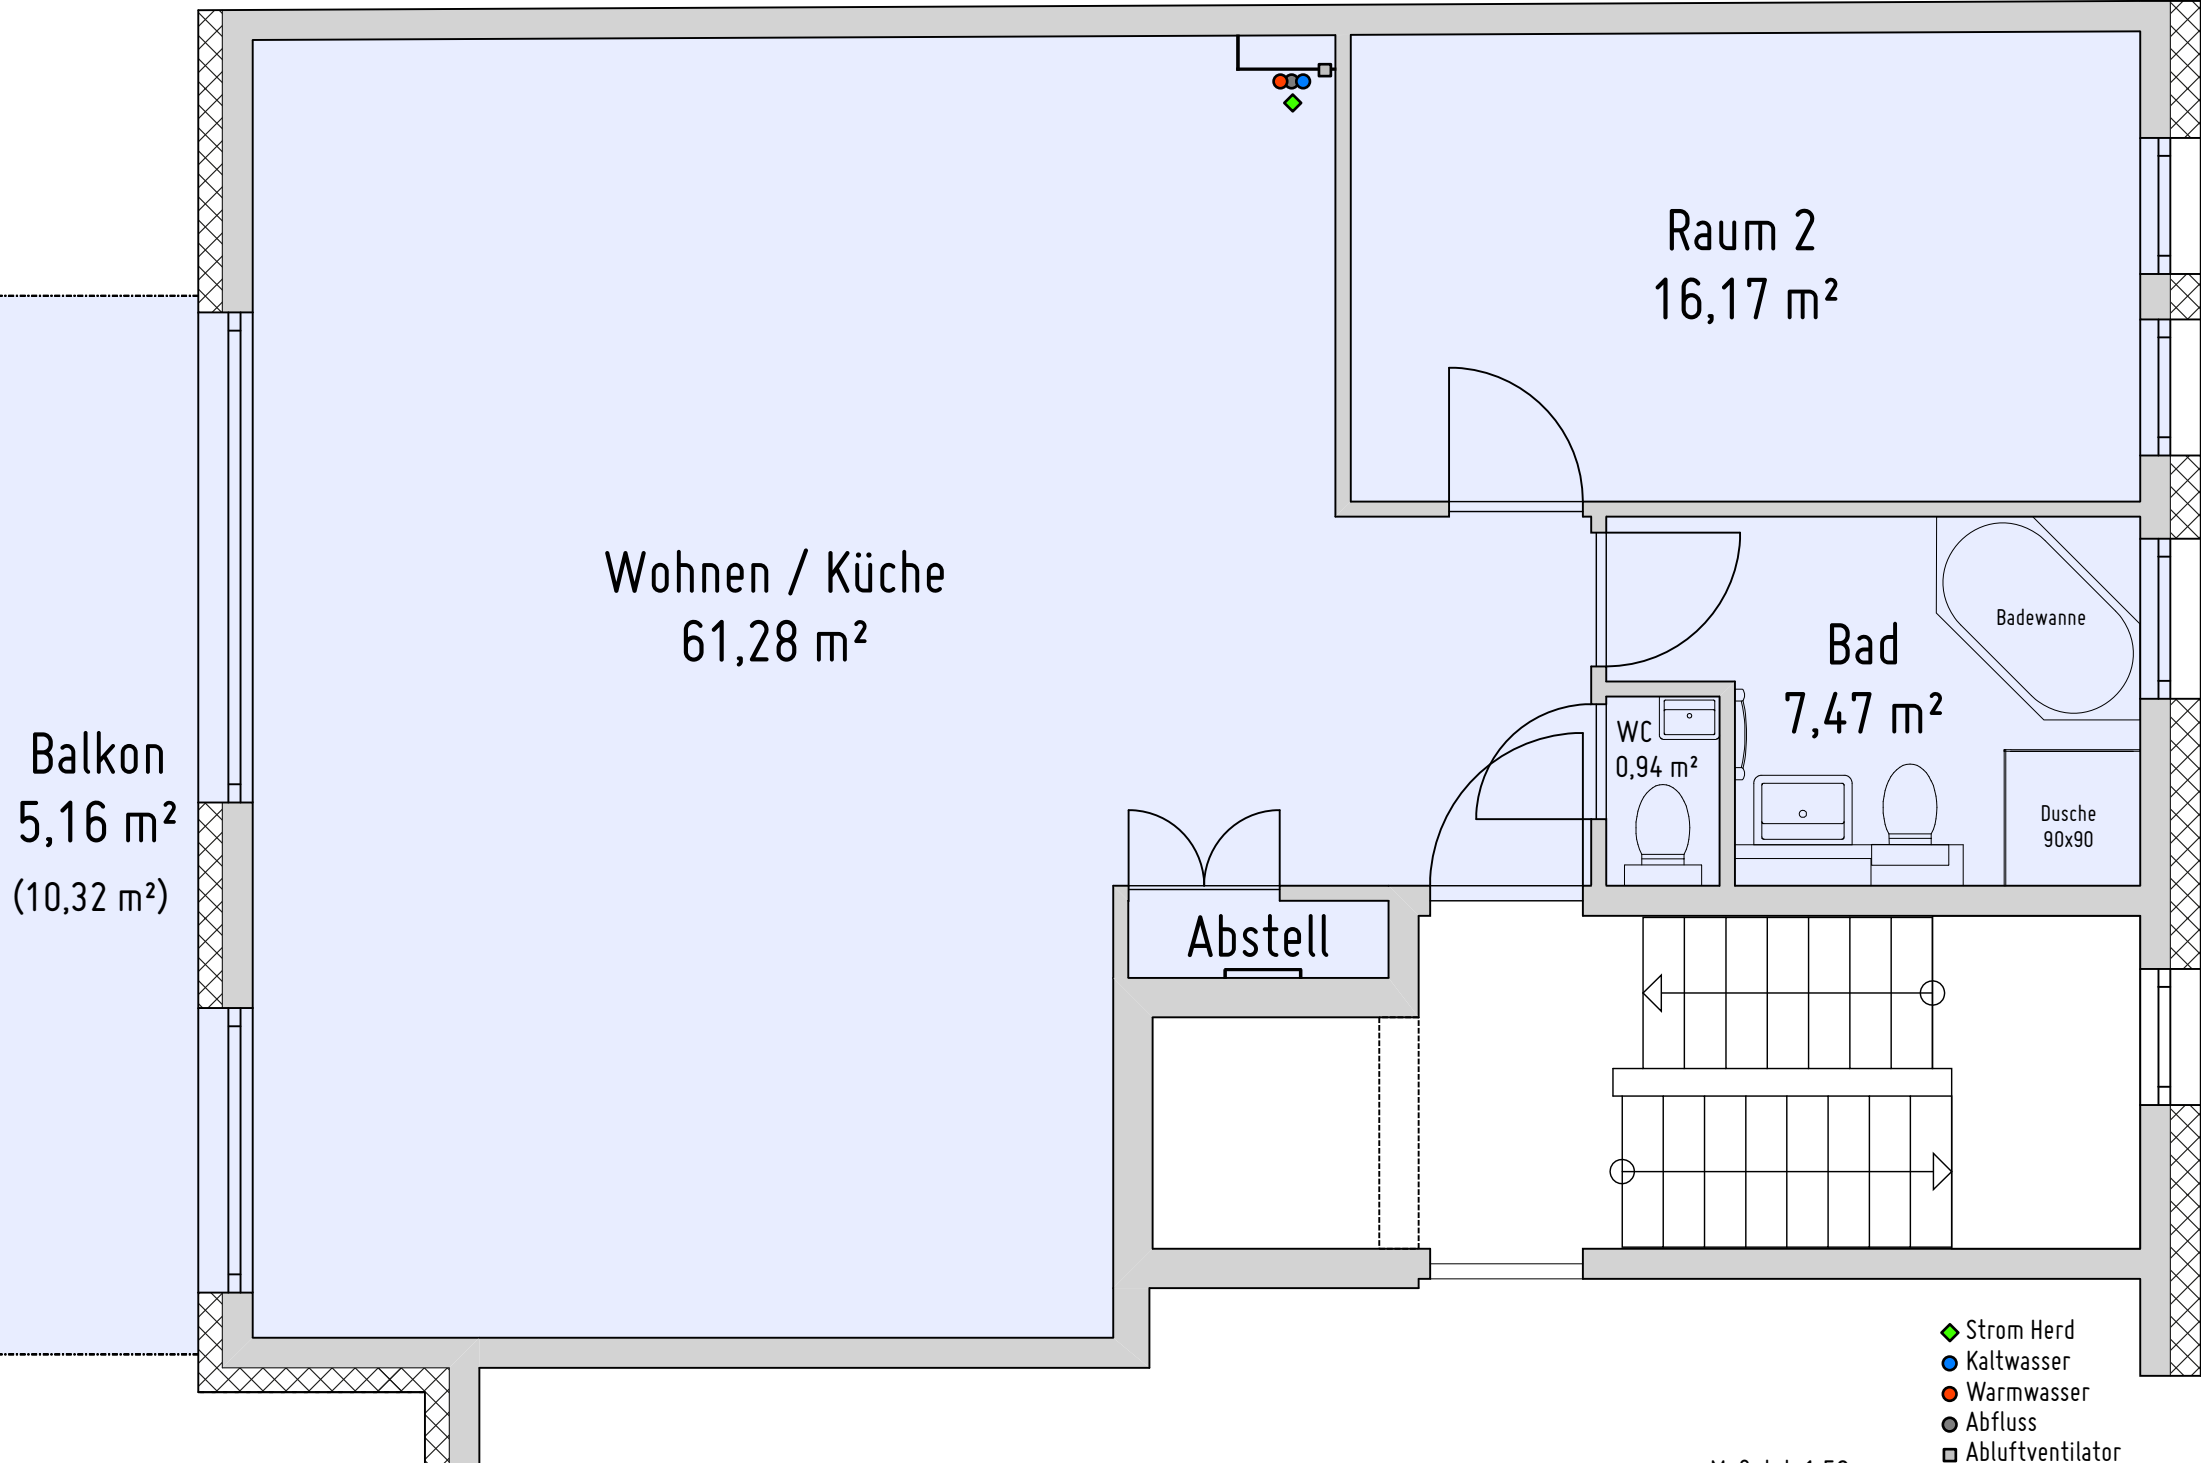 Raum 2
16,17 m²
Wohnen / Küche
61,28 m²
Badewanne
Bad
7,47 m²
WC
0,94 m²
Balkon
5,16 m²
(10,32 m²)
Dusche
90x90
Abstell
Strom Herd
Kaltwasser
Warmwasser
Abfluss
Abluftventilator